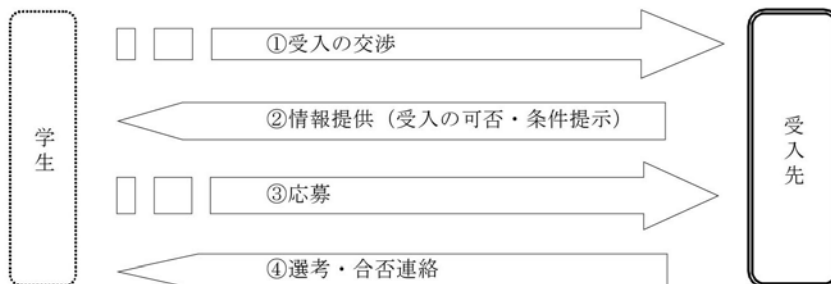 学生
①受入の交渉
②情報提供（受入の可否・条件提示）
③応募
④選考・合否連絡
受入先